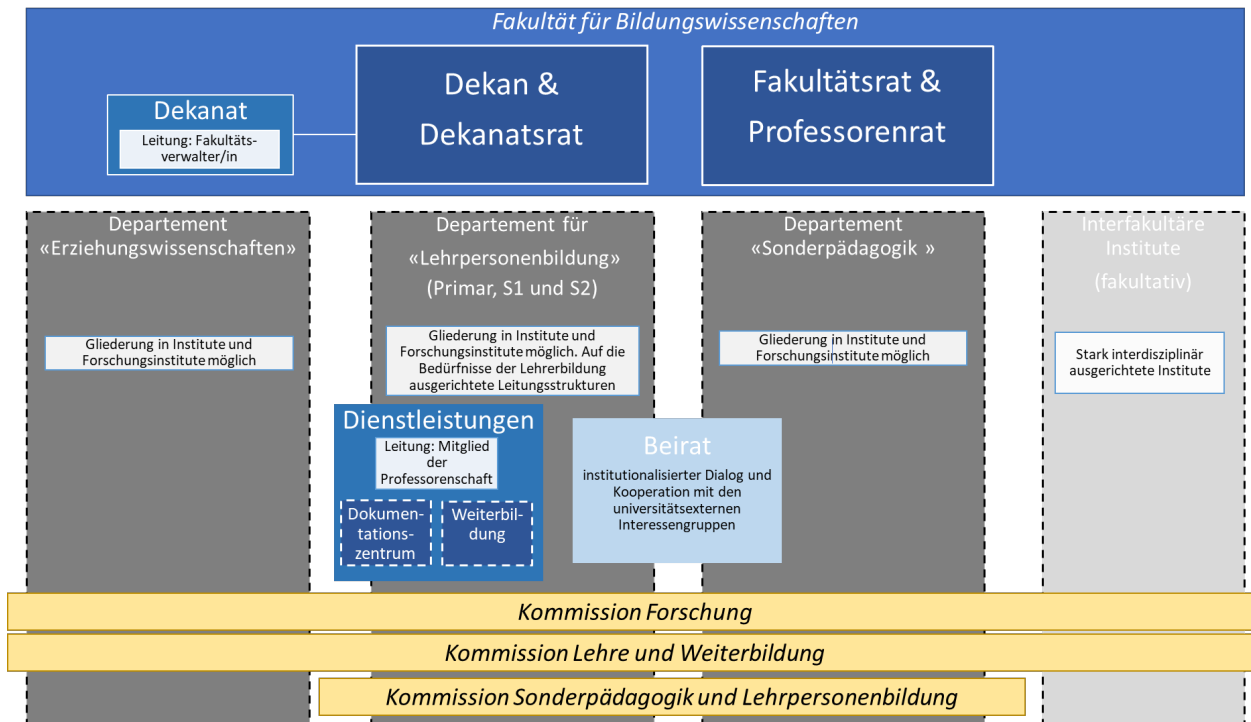 Fakultät für Bildungswissenschaften
Dekanat
Leitung: Fakultäts-
verwalter/in
Dekan &
Dekanatsrat
Fakultätsrat &
Professorenrat
Departement
«Erziehungswissenschaften»
Gliederung in Institute und
Forschungsinstitute möglich
Departement für
«Lehrpersonenbildung»
(Primar, S1 und S2)
Gliederung in Institute und
Forschungsinstitute möglich. Auf die
Bedürfnisse der Lehrerbildung
ausgerichtete Leitungsstrukturen
Departement
«Sonderpädagogik »
Gliederung in Institute und
Forschungsinstitute möglich
Interfakultäre
Institute
(fakultativ)
Stark interdisziplinär
ausgerichtete Institute
Dienstleistungen
Leitung: Mitglied
der
Professorenschaft
Dokumen-
tations-
zentrum
Weiterbil-
dung
Beirat
institutionalisierter Dialog und
Kooperation mit den
universitätsexternen
Interessengruppen
Kommission Forschung
Kommission Lehre und Weiterbildung
Kommission Sonderpädagogik und Lehrpersonenbildung